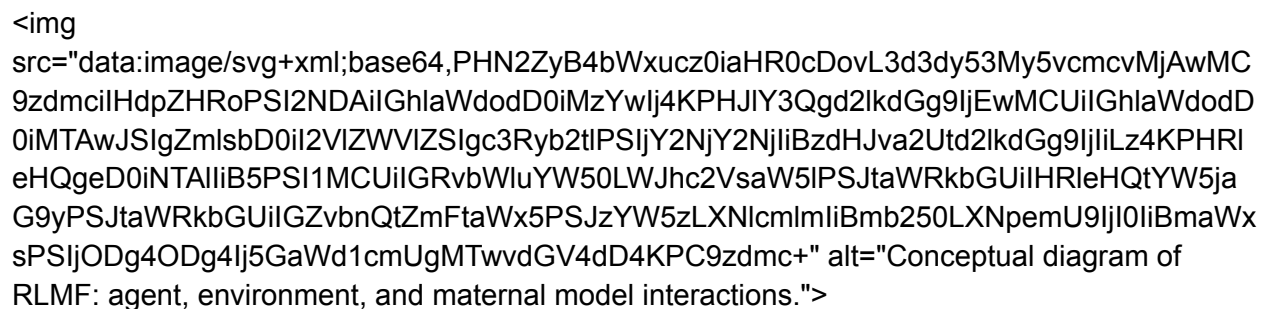 <img
src="data:image/svg+xml;base64,PHN2ZyB4bWxucz0iaHR0cDovL3d3dy53My5vcmcvMjAwMC
9zdmciIHdpZHRoPSI2NDAiIGhlaWdodD0iMzYwIj4KPHJlY3Qgd2lkdGg9IjEwMCUiIGhlaWdodD
0iMTAwJSIgZmlsbD0iI2VlZWVlZSIgc3Ryb2tlPSIjY2NjY2NjIiBzdHJva2Utd2lkdGg9IjIiLz4KPHRl
eHQgeD0iNTAlIiB5PSI1MCUiIGRvbWluYW50LWJhc2VsaW5lPSJtaWRkbGUiIHRleHQtYW5ja
G9yPSJtaWRkbGUiIGZvbnQtZmFtaWx5PSJzYW5zLXNlcmlmIiBmb250LXNpemU9IjI0IiBmaWx
sPSIjODg4ODg4Ij5GaWd1cmUgMTwvdGV4dD4KPC9zdmc+" alt="Conceptual diagram of
RLMF: agent, environment, and maternal model interactions.">